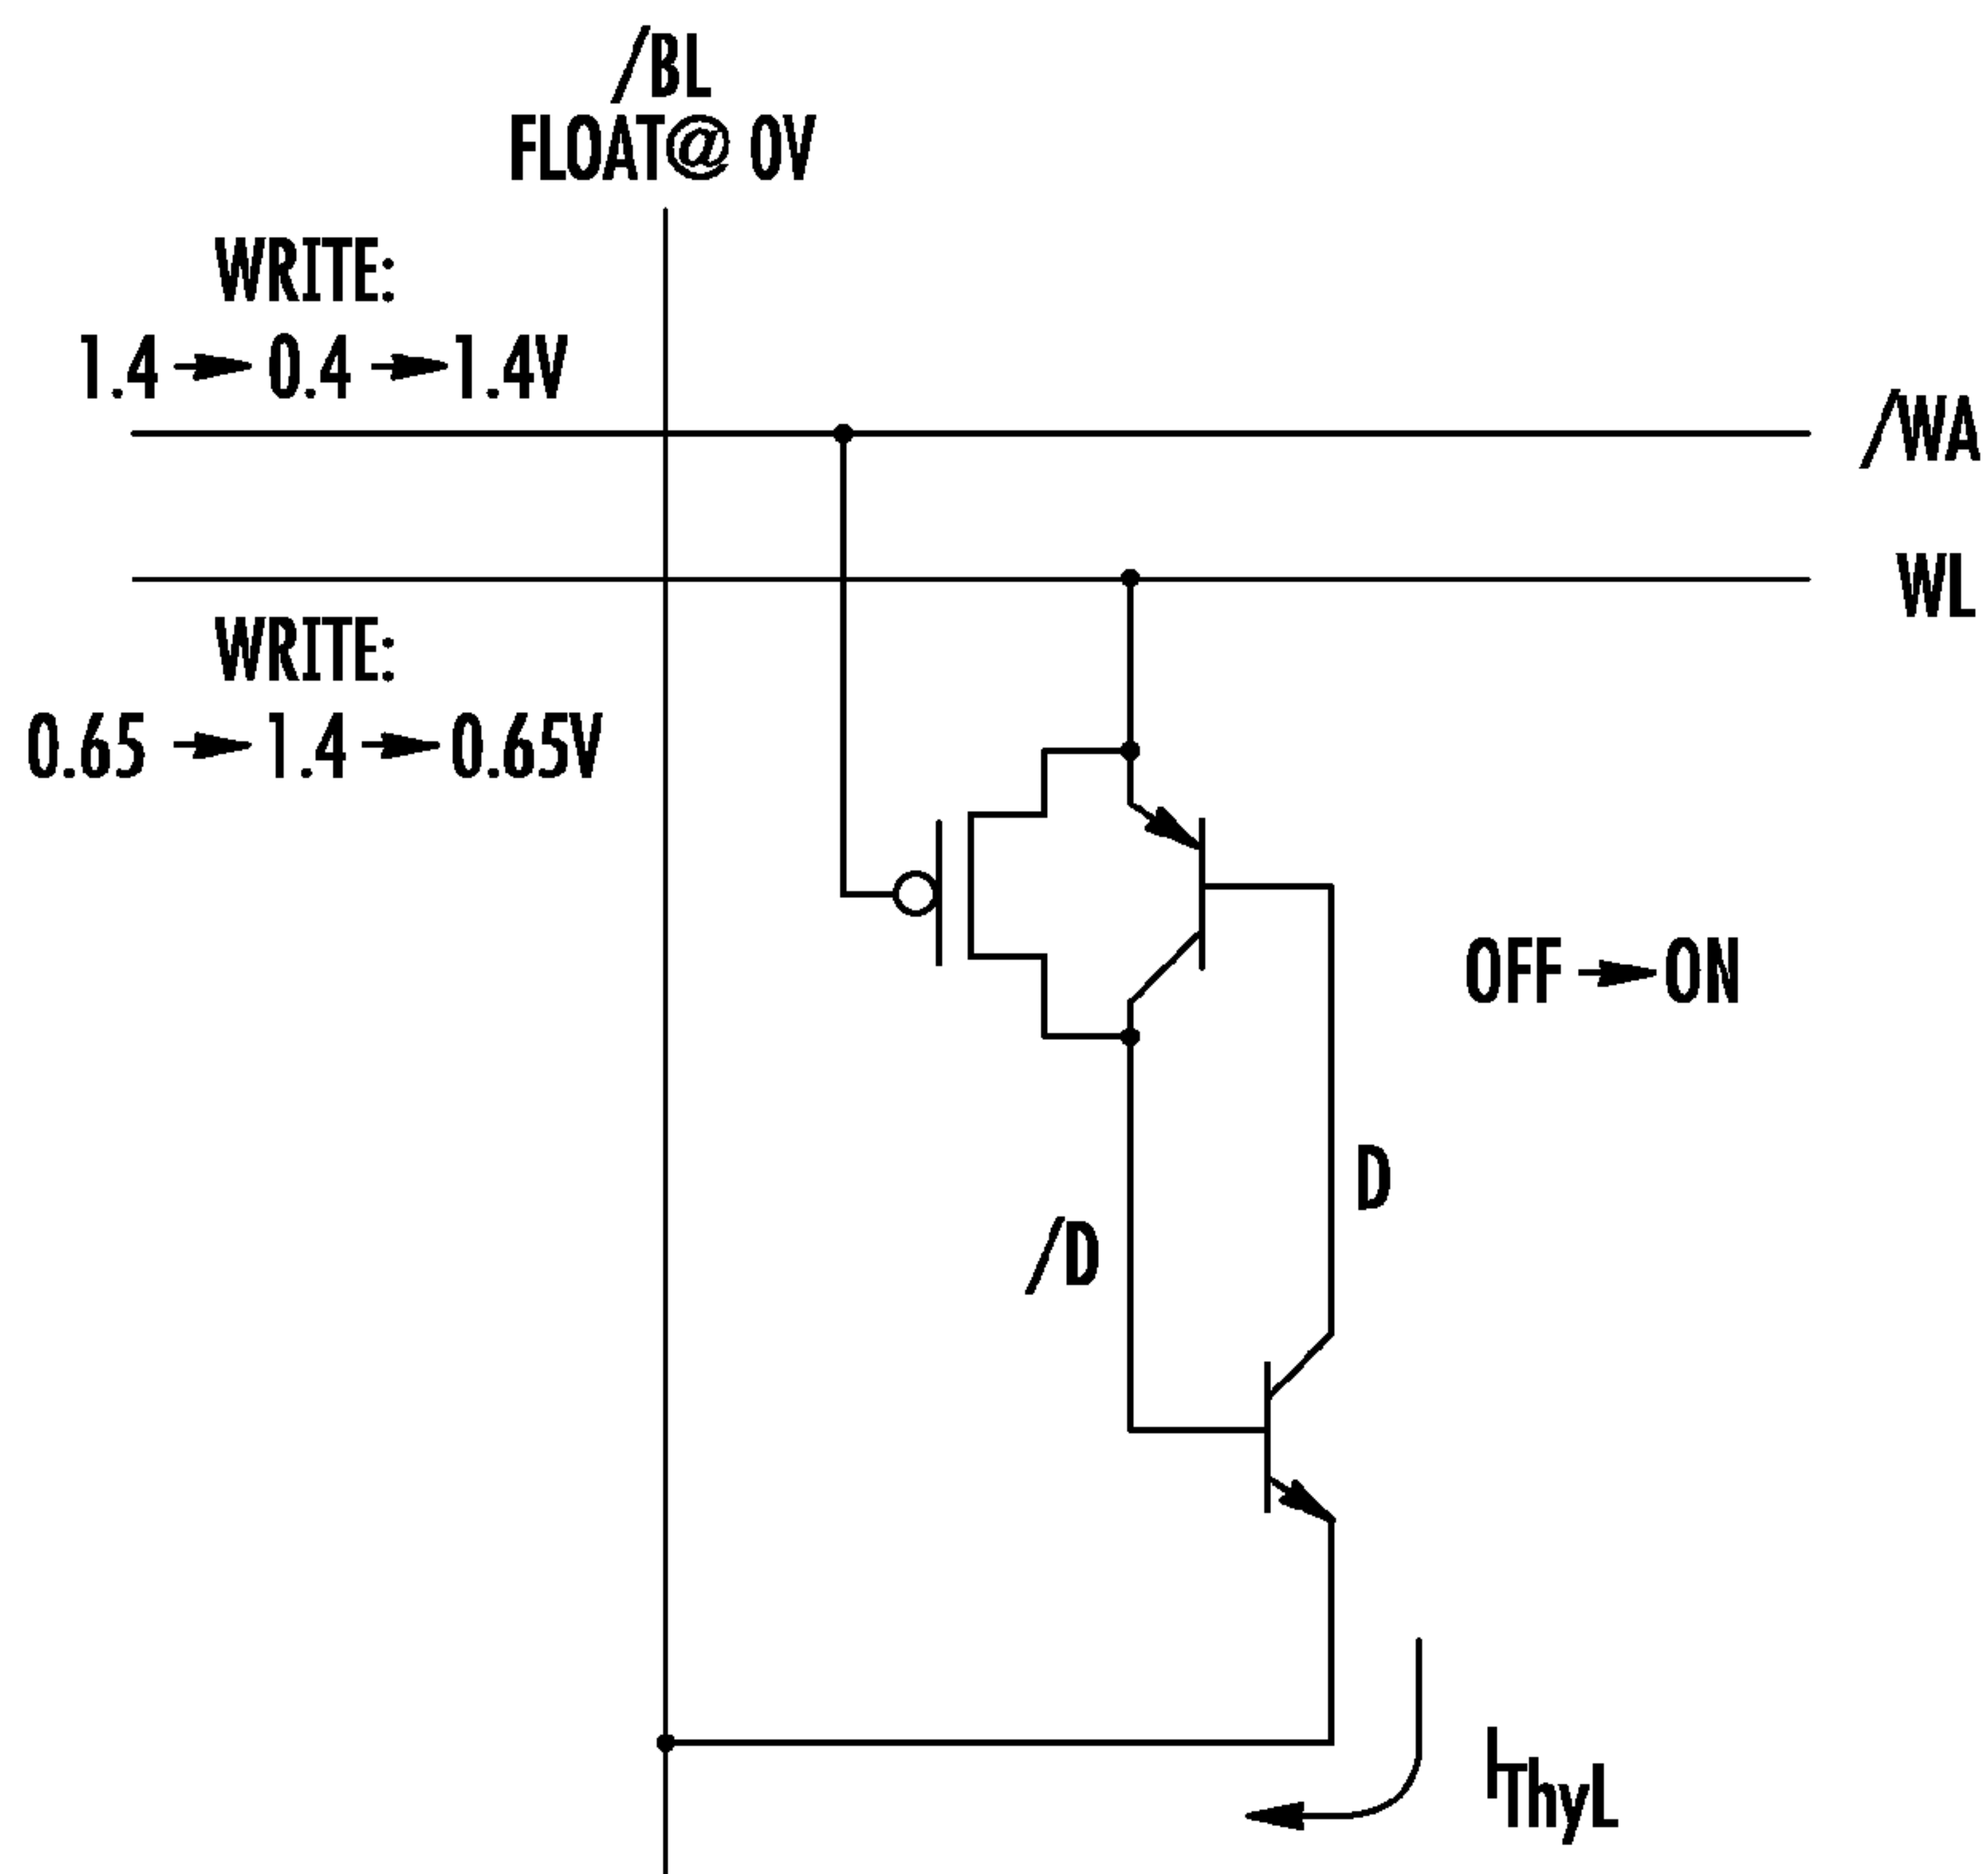 /BL
FLOAT@ 0V
WRITE:
1.4 → 0.4 → 1.4V
/WA
WL
WRITE:
0.65 → 1.4 → 0.65V
OFF → ON
D
/D
IThyL